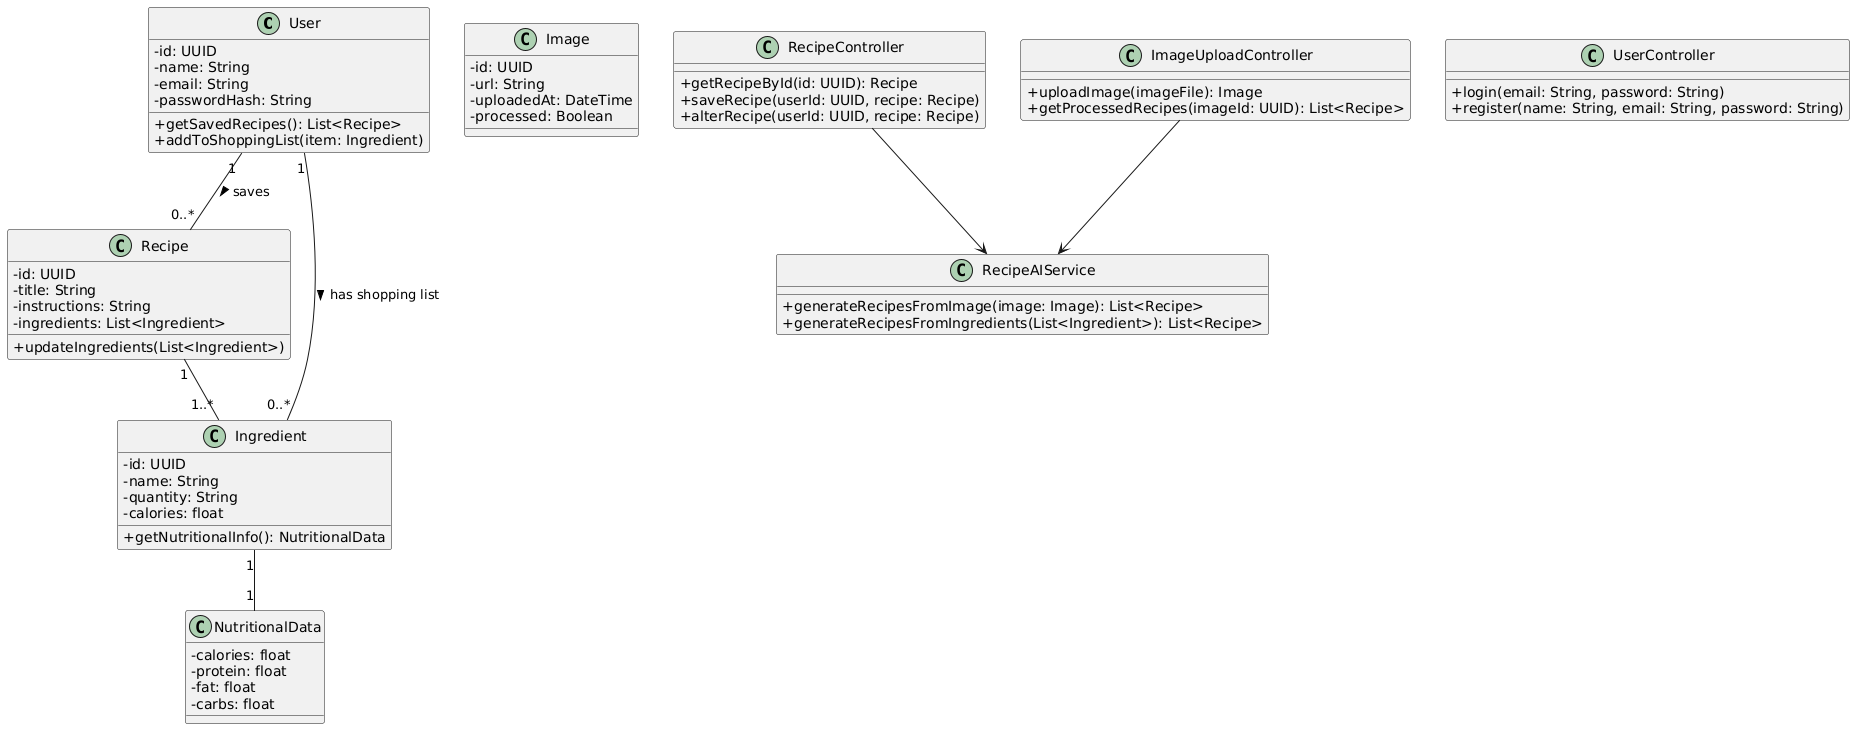 C User
-id: UUID
-name: String
-email: String
-passwordHash: String
+getSavedRecipes(): List<Recipe>
+addToShoppingList(item: Ingredient)
C Image
-id: UUID
-url: String
-uploadedAt: DateTime
-processed: Boolean
C RecipeController
+getRecipeById(id: UUID): Recipe
+saveRecipe(userId: UUID, recipe: Recipe)
+alterRecipe(userId: UUID, recipe: Recipe)
C ImageUploadController
+uploadImage(imageFile): Image
+getProcessedRecipes(imageId: UUID): List<Recipe>
C UserController
+login(email: String, password: String)
+register(name: String, email: String, password: String)
1
saves
0..*
1
has shopping list
0..*
C Recipe
-id: UUID
-title: String
-instructions: String
-ingredients: List<Ingredient>
+updateIngredients(List<Ingredient>)
C RecipeAIService
+generateRecipesFromImage(image: Image): List<Recipe>
+generateRecipesFromIngredients(List<Ingredient>): List<Recipe>
1
1..*
C Ingredient
-id: UUID
-name: String
-quantity: String
-calories: float
+getNutritionalInfo(): NutritionalData
1
1
C NutritionalData
-calories: float
-protein: float
-fat: float
-carbs: float